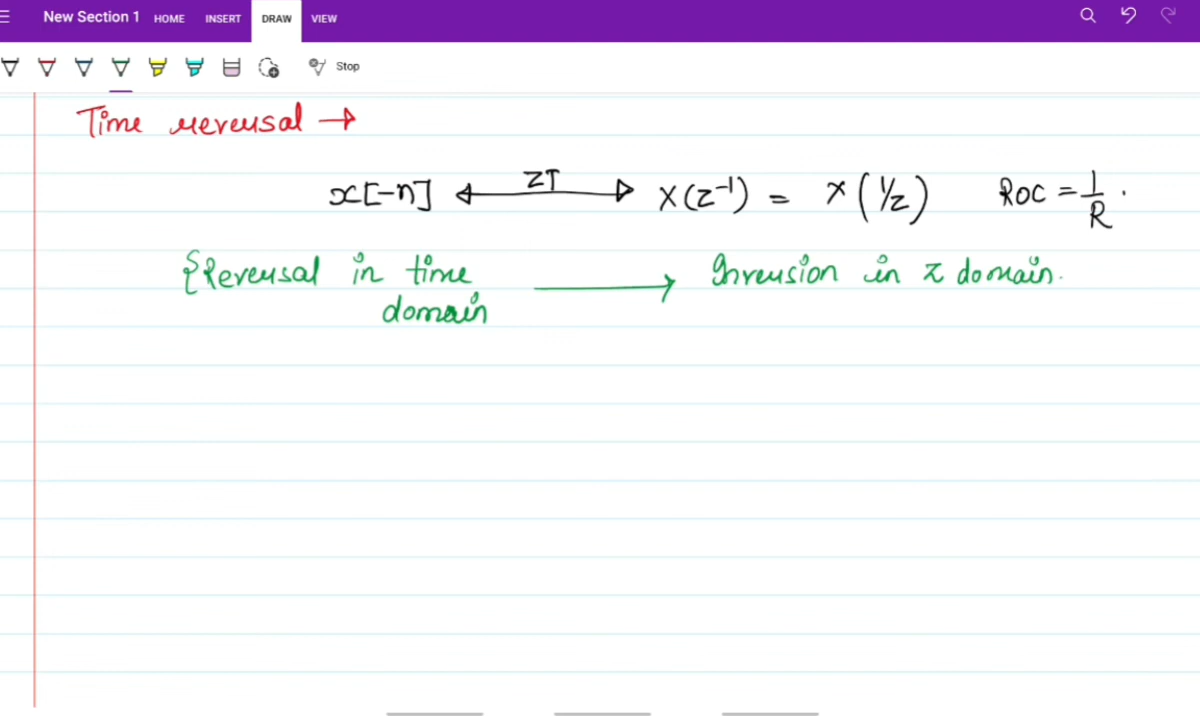 New Section 1 HOME INSERT DRAW VIEW
Stop
Time reversal →
x[-n] ⟷ ZT X(z⁻¹) = X(1/z) ROC = 1/R .
{Reversal in time domain → Inversion in z domain.